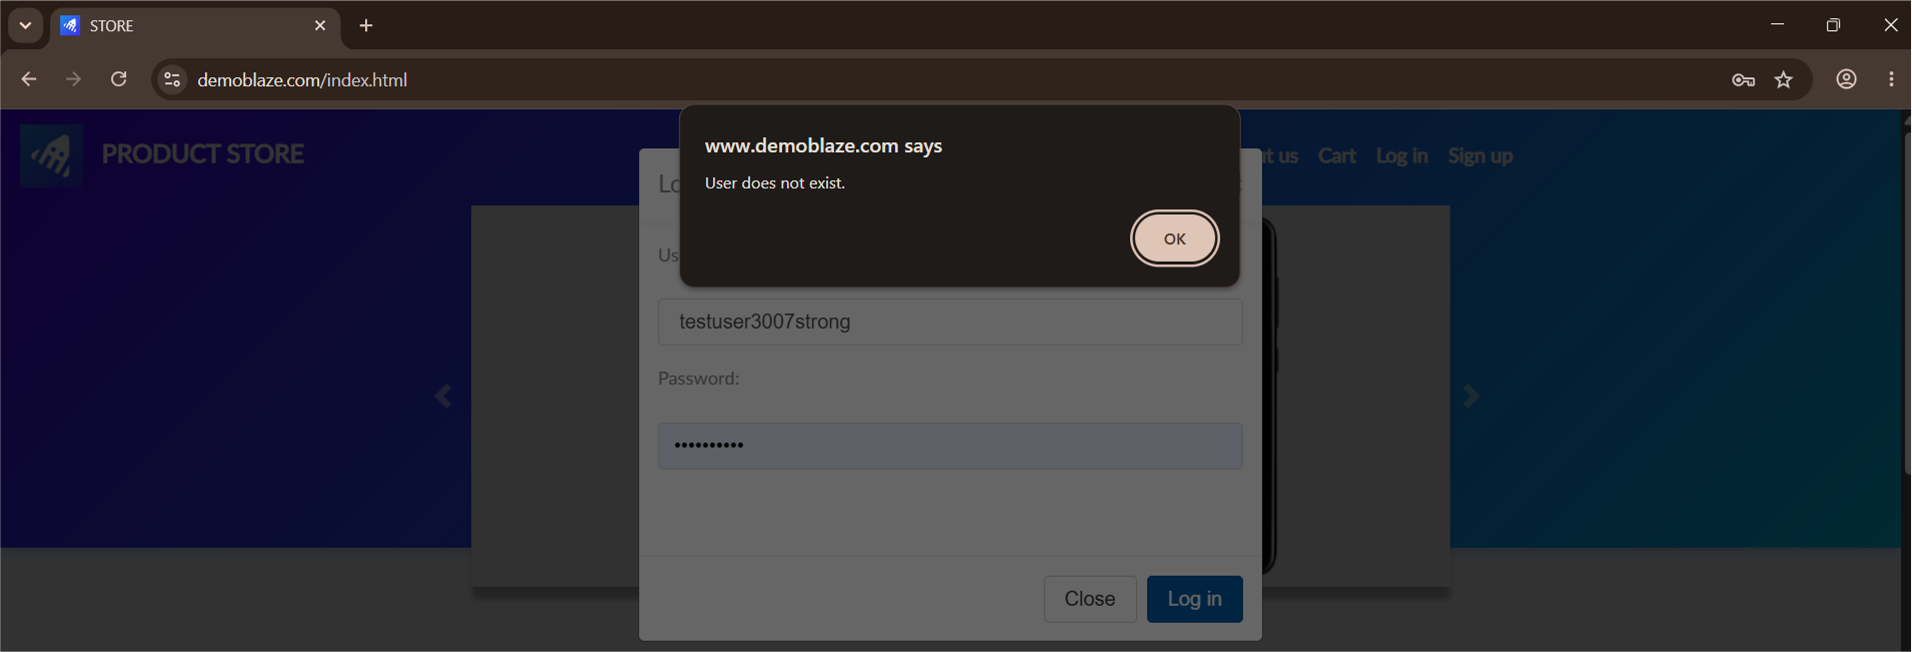 STORE
demoblaze.com/index.html
www.demoblaze.com says
User does not exist.
OK
PRODUCT STORE
ut us Cart Log in Sign up
Lo
Us
testuser3007strong
Password:
••••••••••
Close Log in